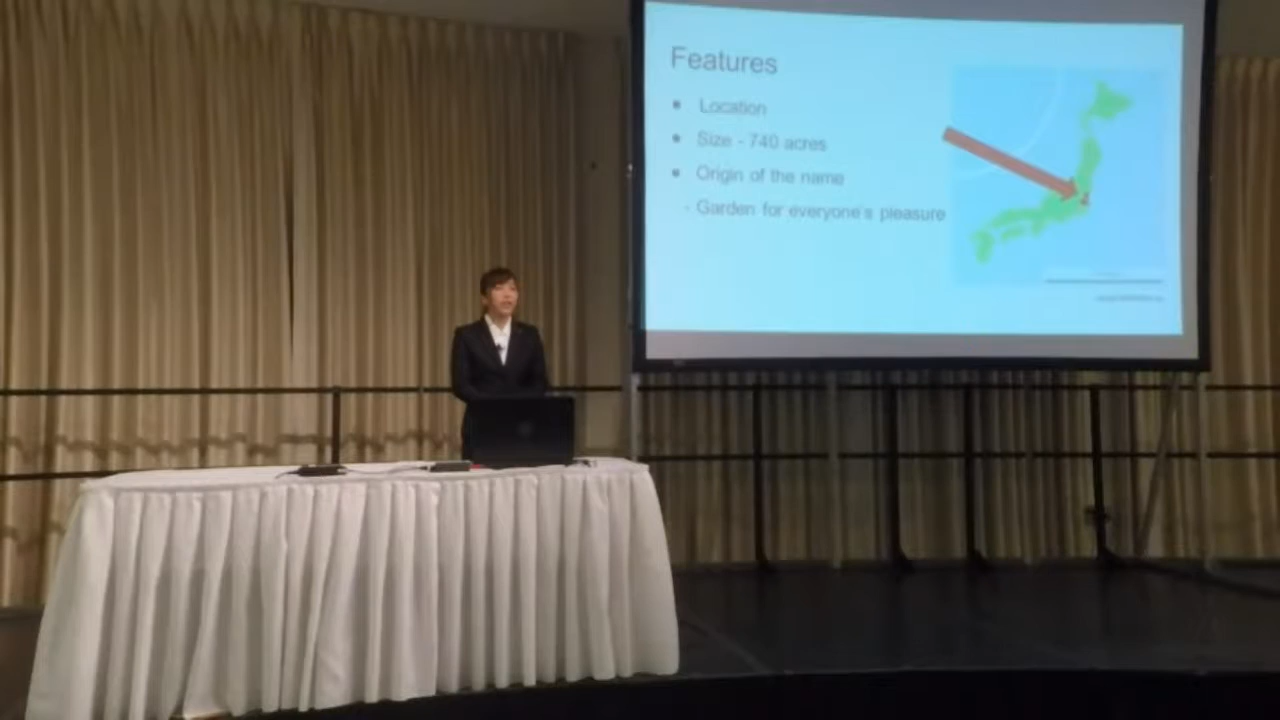 Features
▪ Location
• Size - 740 acres
• Origin of the name
- Garden for everyone's pleasure